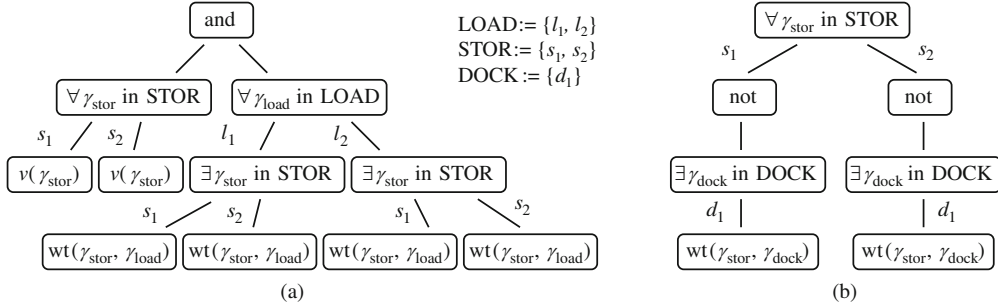 and
LOAD:= {l₁, l₂}
STOR:= {s₁, s₂}
DOCK := {d₁}
∀ γstor in STOR
∀ γload in LOAD
s₁
s₂
l₁
l₂
v(γstor)
v(γstor)
∃ γstor in STOR
∃ γstor in STOR
s₁
s₂
s₁
s₂
wt(γstor, γload)
wt(γstor, γload)
wt(γstor, γload)
wt(γstor, γload)
(a)
∀ γstor in STOR
s₁
s₂
not
not
∃ γdock in DOCK
∃ γdock in DOCK
d₁
d₁
wt(γstor, γdock)
wt(γstor, γdock)
(b)